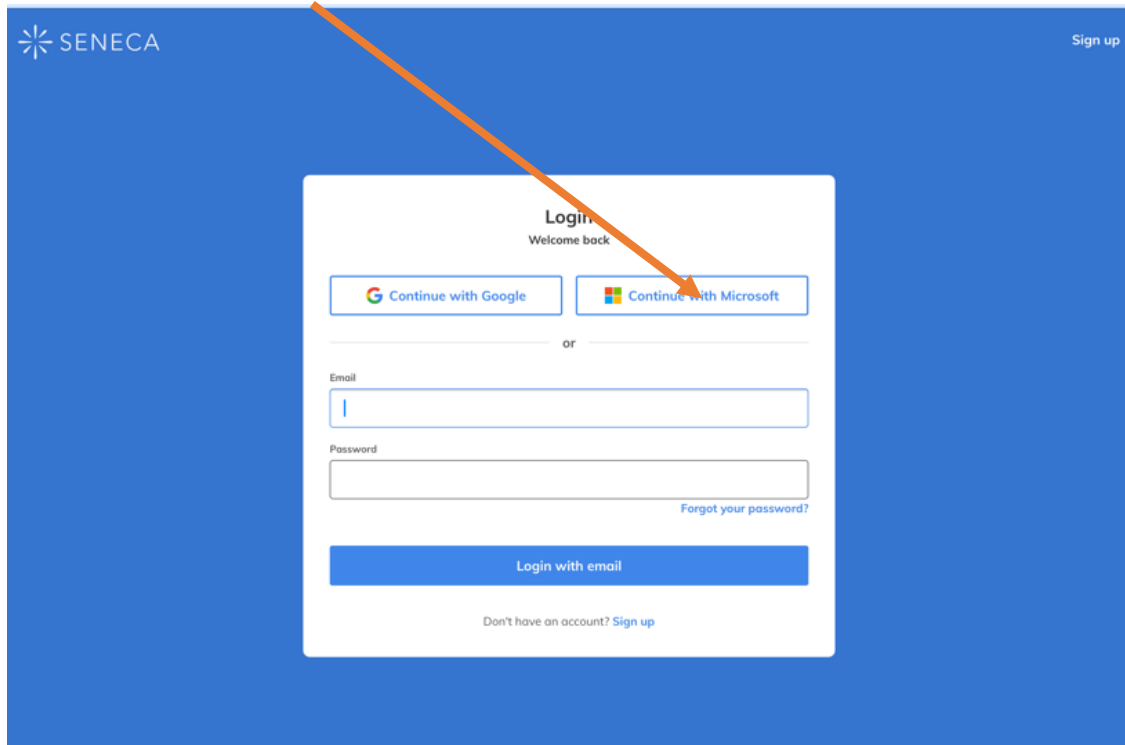 SENECA
Sign up
Login
Welcome back
Continue with Google
Continue with Microsoft
or
Email
Password
Forgot your password?
Login with email
Don't have an account? Sign up